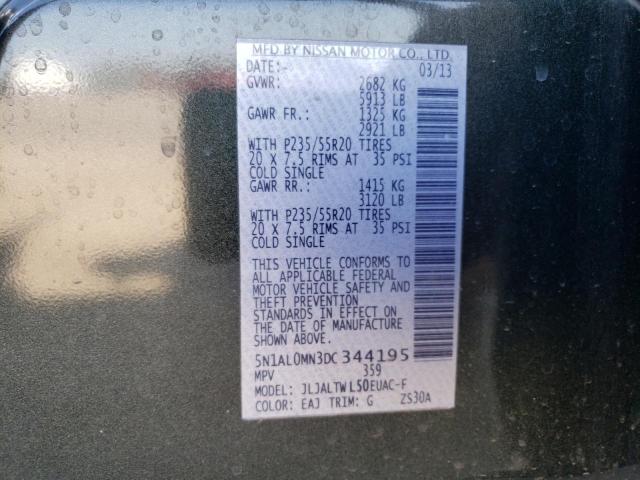 MFD BY NISSAN MOTOR CO., LTD.
DATE:- 03/13
GVWR: 2682 KG
5913 LB
GAWR FR.: 1325 KG
2921 LB
WITH P235/55R20 TIRES
20 X 7.5 RIMS AT 35 PSI
COLD SINGLE
GAWR RR.: 1415 KG
3120 LB
WITH P235/55R20 TIRES
20 X 7.5 RIMS AT 35 PSI
COLD SINGLE
THIS VEHICLE CONFORMS TO
ALL APPLICABLE FEDERAL
MOTOR VEHICLE SAFETY AND
THEFT PREVENTION
STANDARDS IN EFFECT ON
THE DATE OF MANUFACTURE
SHOWN ABOVE.
5N1AL0MN3DC344195
MPV 359
MODEL: JLJALTWL50EUAC-F
COLOR: EAJ TRIM: G ZS30A